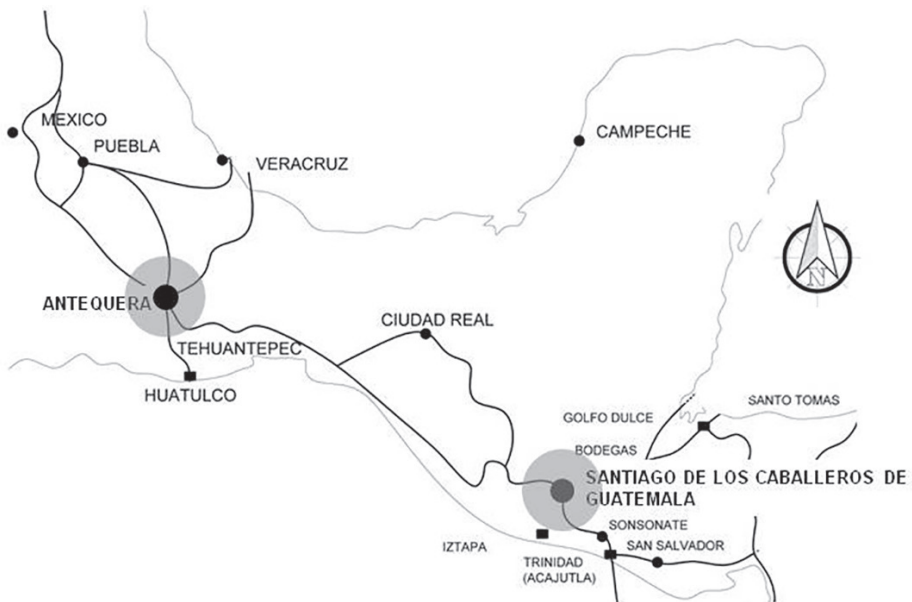 MEXICO
PUEBLA
VERACRUZ
CAMPECHE
N
ANTEQUERA
CIUDAD REAL
TEHUANTEPEC
HUATULCO
SANTO TOMAS
GOLFO DULCE
BODEGAS
SANTIAGO DE LOS CABALLEROS DE
GUATEMALA
SONSONATE
IZTAPA
SAN SALVADOR
TRINIDAD
(ACAJUTLA)